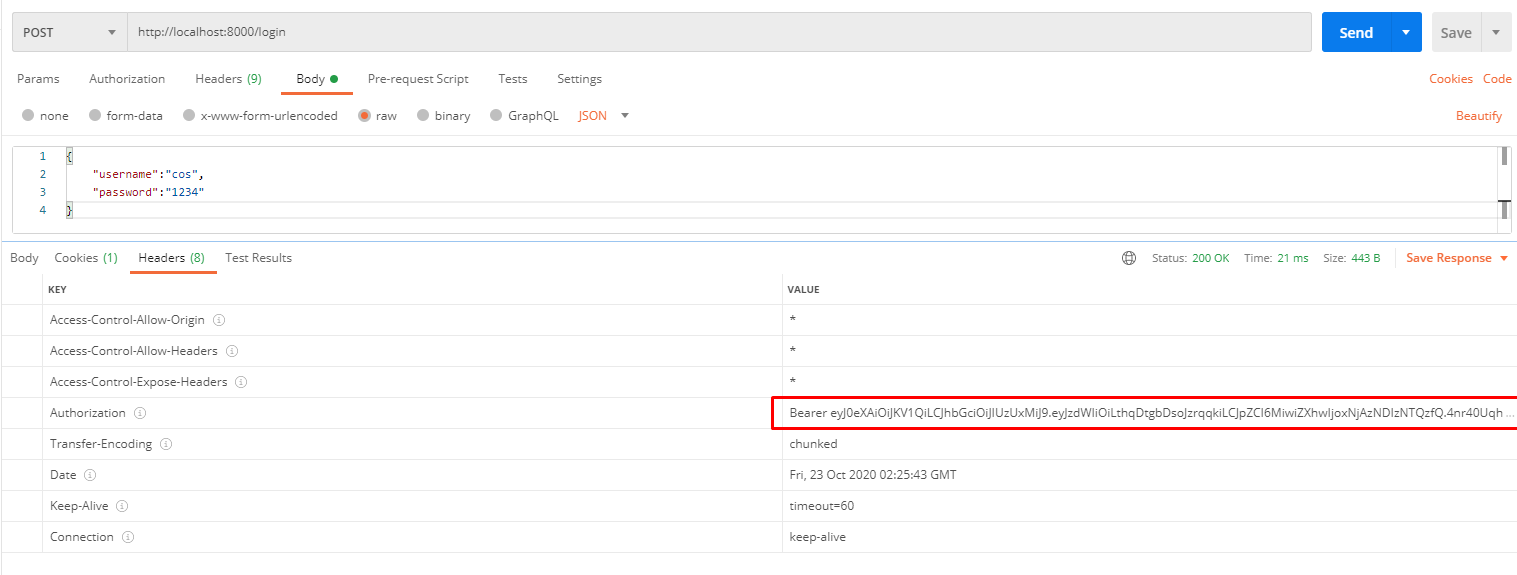 POST http://localhost:8000/login Send Save
Params Authorization Headers (9) Body Pre-request Script Tests Settings Cookies Code
none form-data x-www-form-urlencoded raw binary GraphQL JSON Beautify
1 {
2 "username":"cos",
3 "password":"1234"
4 }
Body Cookies (1) Headers (8) Test Results Status: 200 OK Time: 21 ms Size: 443 B Save Response
KEY VALUE
Access-Control-Allow-Origin *
Access-Control-Allow-Headers *
Access-Control-Expose-Headers *
Authorization Bearer eyJ0eXAiOiJKV1QiLCJhbGciOiJIUzUxMiJ9.eyJzdWIiOiLthqDtgbDsoJzrqqkiLCJpZCI6MiwiZXhwIjoxNjAzNDIzNTQzfQ.4nr40Uqh ...
Transfer-Encoding chunked
Date Fri, 23 Oct 2020 02:25:43 GMT
Keep-Alive timeout=60
Connection keep-alive